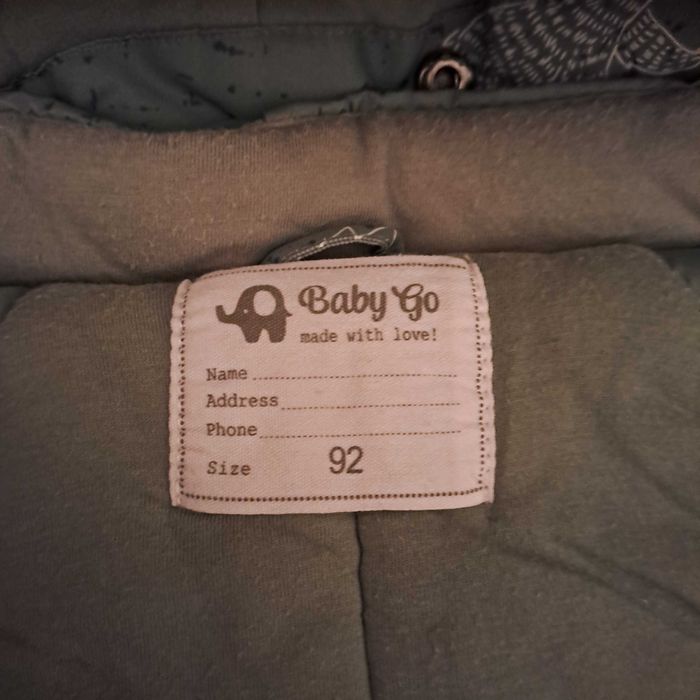 Baby Go
made with love!
Name
Address
Phone
Size 92